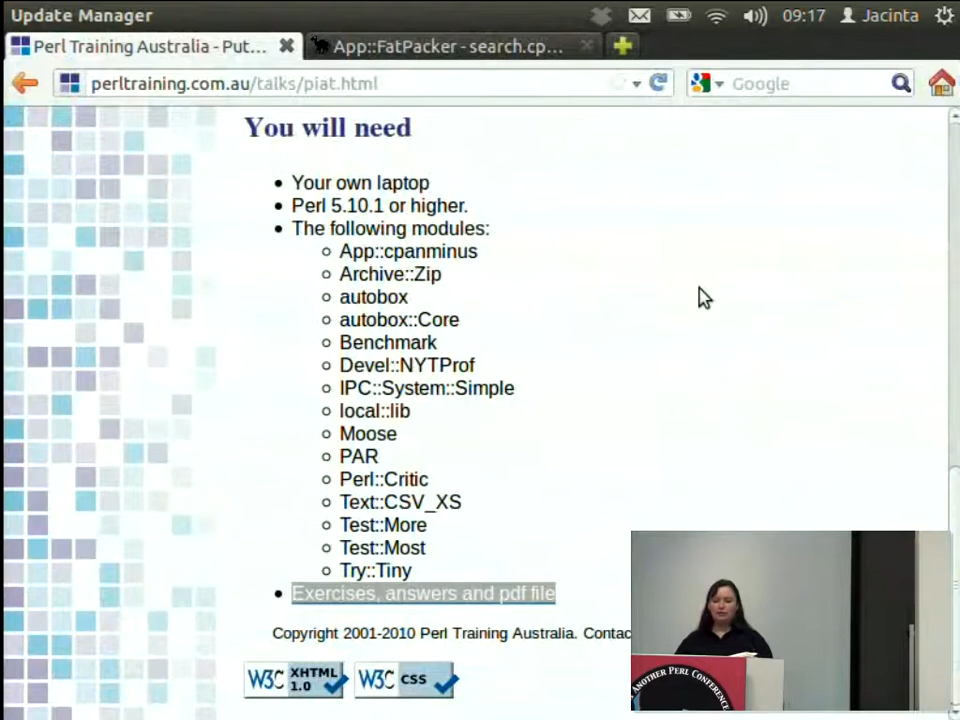 Update Manager
09:17
Jacinta
Perl Training Australia - Put...
App::FatPacker - search.cp...
perltraining.com.au/talks/piat.html
Google
You will need
Your own laptop
Perl 5.10.1 or higher.
The following modules:
App::cpanminus
Archive::Zip
autobox
autobox::Core
Benchmark
Devel::NYTProf
IPC::System::Simple
local::lib
Moose
PAR
Perl::Critic
Text::CSV_XS
Test::More
Test::Most
Try::Tiny
Exercises, answers and pdf file
Copyright 2001-2010 Perl Training Australia. Contac
W3C XHTML 1.0
W3C CSS
ANOTHER PERL CONFERENCE